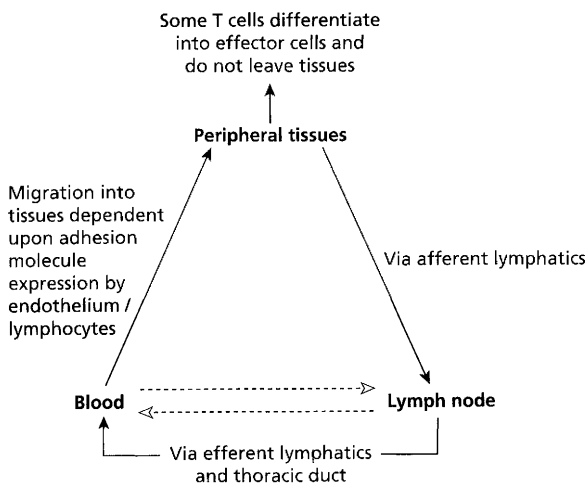 Some T cells differentiate
into effector cells and
do not leave tissues
Peripheral tissues
Migration into
tissues dependent
upon adhesion
molecule
expression by
endothelium /
lymphocytes
Via afferent lymphatics
Blood
Lymph node
Via efferent lymphatics
and thoracic duct